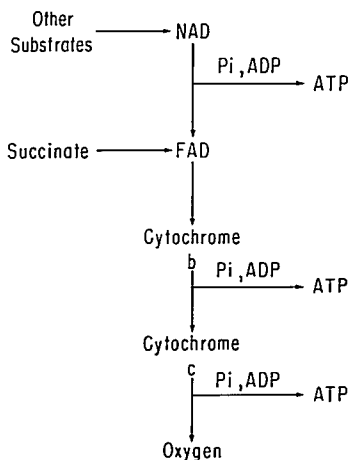 Other
Substrates
NAD
Pi, ADP
ATP
Succinate
FAD
Cytochrome
b
Pi, ADP
ATP
Cytochrome
c
Pi, ADP
ATP
Oxygen